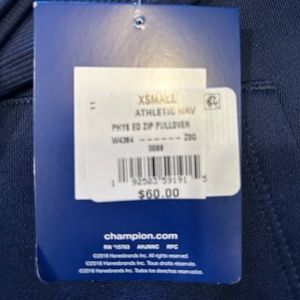 XSMALL
ATHLETIC NAV
PHYS ED ZIP PULLOVER
W4364 ------ Z9G
1 92503 59191 5
$60.00
champion.com
RN 15763 AHJNNC RPC
©2018 Hanesbrands Inc. All rights reserved.
©2018 Hanesbrands Inc. Tous droits réservés.
©2018 Hanesbrands Inc. Todos los derechos reservados.